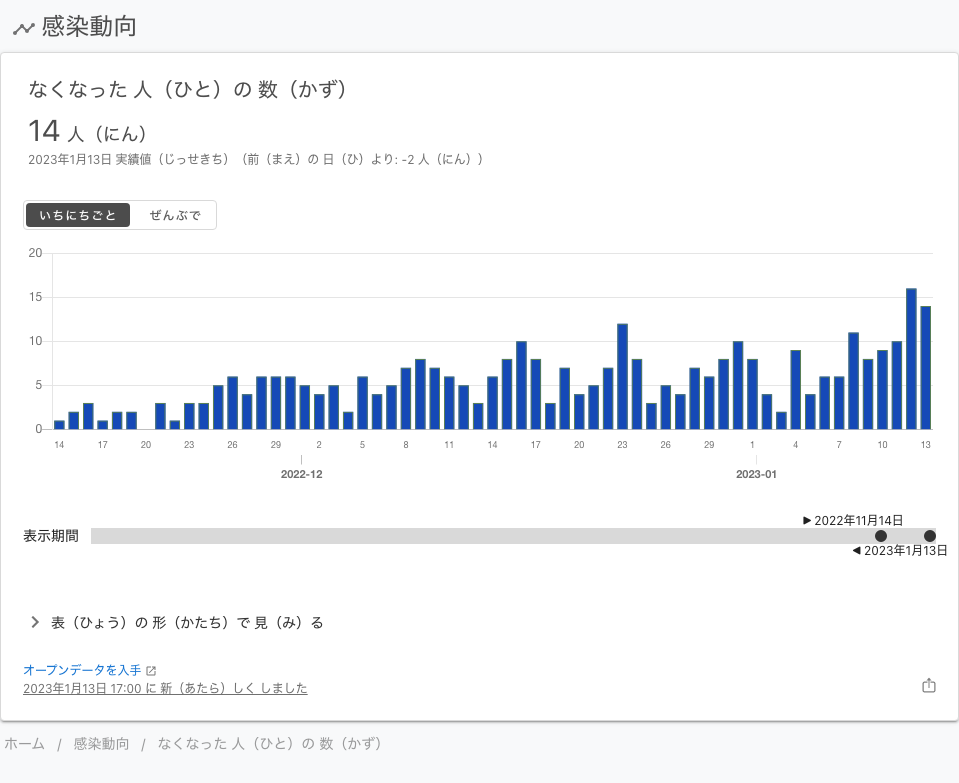 感染動向
なくなった 人（ひと）の 数（かず）
14 人（にん）
2023年1月13日 実績値（じっせきち）（前（まえ）の 日（ひ）より: -2 人（にん））
いちにちごと ぜんぶで
20
15
10
5
0
14 17 20 23 26 29 2 5 8 11 14 17 20 23 26 29 1 4 7 10 13
2022-12 2023-01
▶ 2022年11月14日
表示期間
◀ 2023年1月13日
表（ひょう）の 形（かたち）で 見（み）る
オープンデータを入手
2023年1月13日 17:00 に 新（あたら）しく しました
ホーム / 感染動向 / なくなった 人（ひと）の 数（かず）